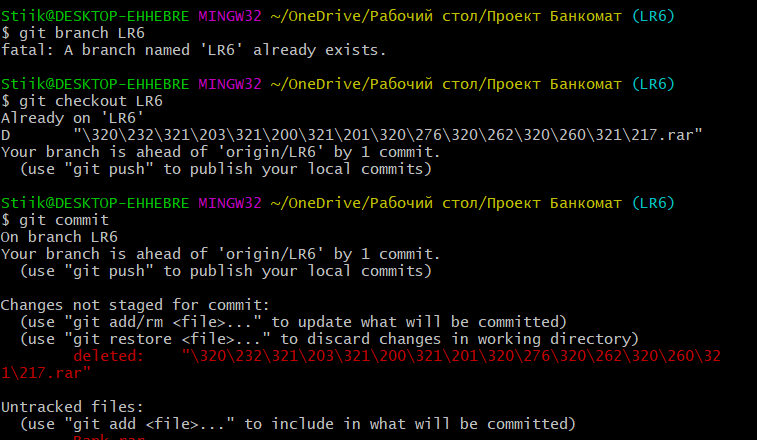 Stiik@DESKTOP-EHHEBRE MINGW32 ~/OneDrive/Рабочий стол/Проект Банкомат (LR6)
$ git branch LR6
fatal: A branch named 'LR6' already exists.
Stiik@DESKTOP-EHHEBRE MINGW32 ~/OneDrive/Рабочий стол/Проект Банкомат (LR6)
$ git checkout LR6
Already on 'LR6'
D       "\320\232\321\203\321\200\321\201\320\276\320\262\320\260\321\217.rar"
Your branch is ahead of 'origin/LR6' by 1 commit.
  (use "git push" to publish your local commits)
Stiik@DESKTOP-EHHEBRE MINGW32 ~/OneDrive/Рабочий стол/Проект Банкомат (LR6)
$ git commit
On branch LR6
Your branch is ahead of 'origin/LR6' by 1 commit.
  (use "git push" to publish your local commits)
Changes not staged for commit:
  (use "git add/rm <file>..." to update what will be committed)
  (use "git restore <file>..." to discard changes in working directory)
        deleted:    "\320\232\321\203\321\200\321\201\320\276\320\262\320\260\32
1\217.rar"
Untracked files:
  (use "git add <file>..." to include in what will be committed)
        Bank.rar